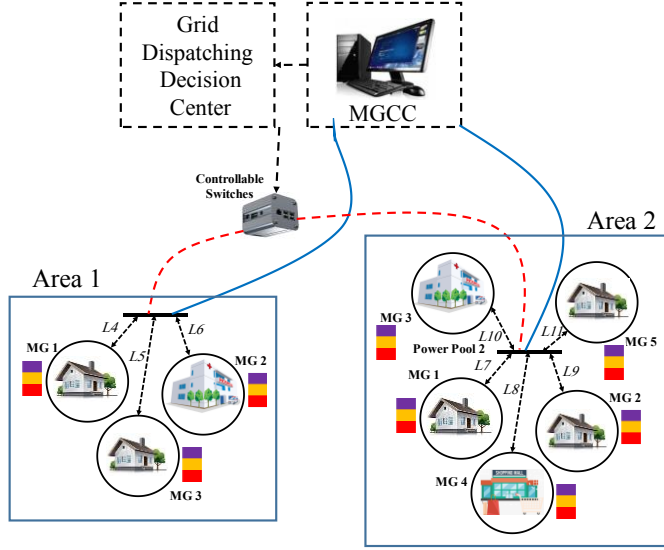 Grid
Dispatching
Decision
Center
MGCC
Controllable
Switches
Area 1
Area 2
L4
L5
L6
MG 1
MG 2
MG 3
MG 3
L10
L11
MG 5
Power Pool 2
L7
L8
L9
MG 1
MG 2
MG 4
SHOPPING MALL